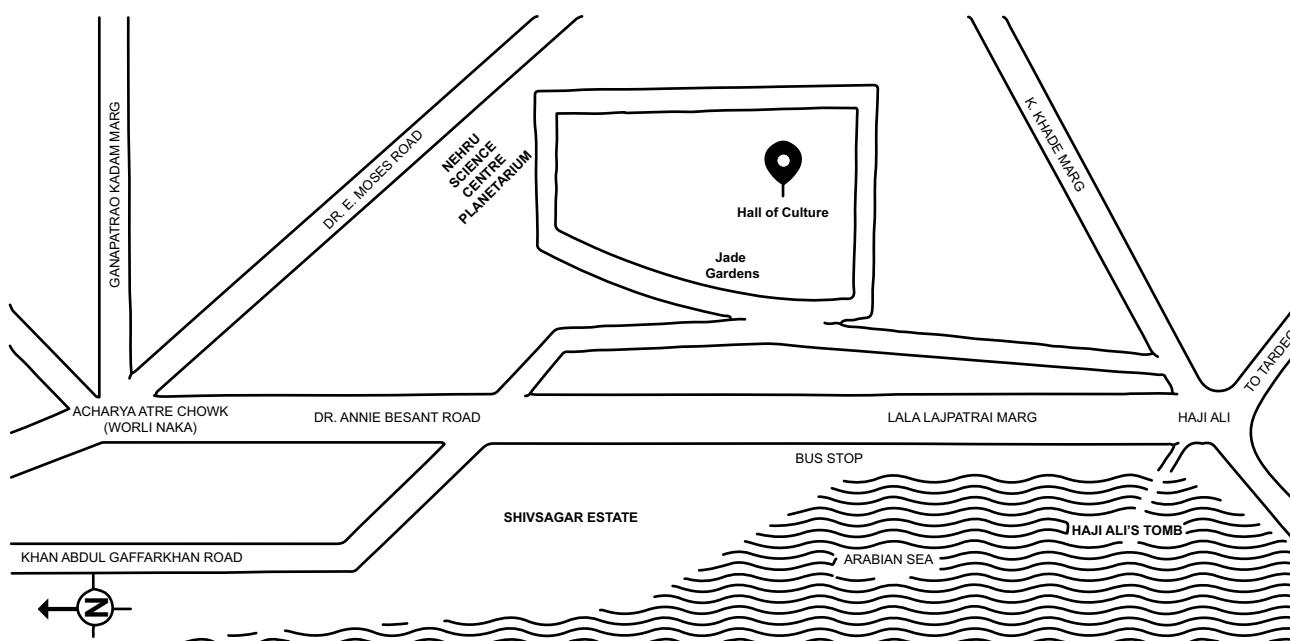 GANAPATRAO KADAM MARG
DR. E. MOSES ROAD
NEHRU
SCIENCE
CENTRE
PLANETARIUM
Hall of Culture
Jade
Gardens
K. KHADE MARG
TO TARDEO
ACHARYA ATRE CHOWK
(WORLI NAKA)
DR. ANNIE BESANT ROAD
LALA LAJPATRAI MARG
HAJI ALI
BUS STOP
SHIVSAGAR ESTATE
HAJI ALI'S TOMB
KHAN ABDUL GAFFARKHAN ROAD
ARABIAN SEA
N